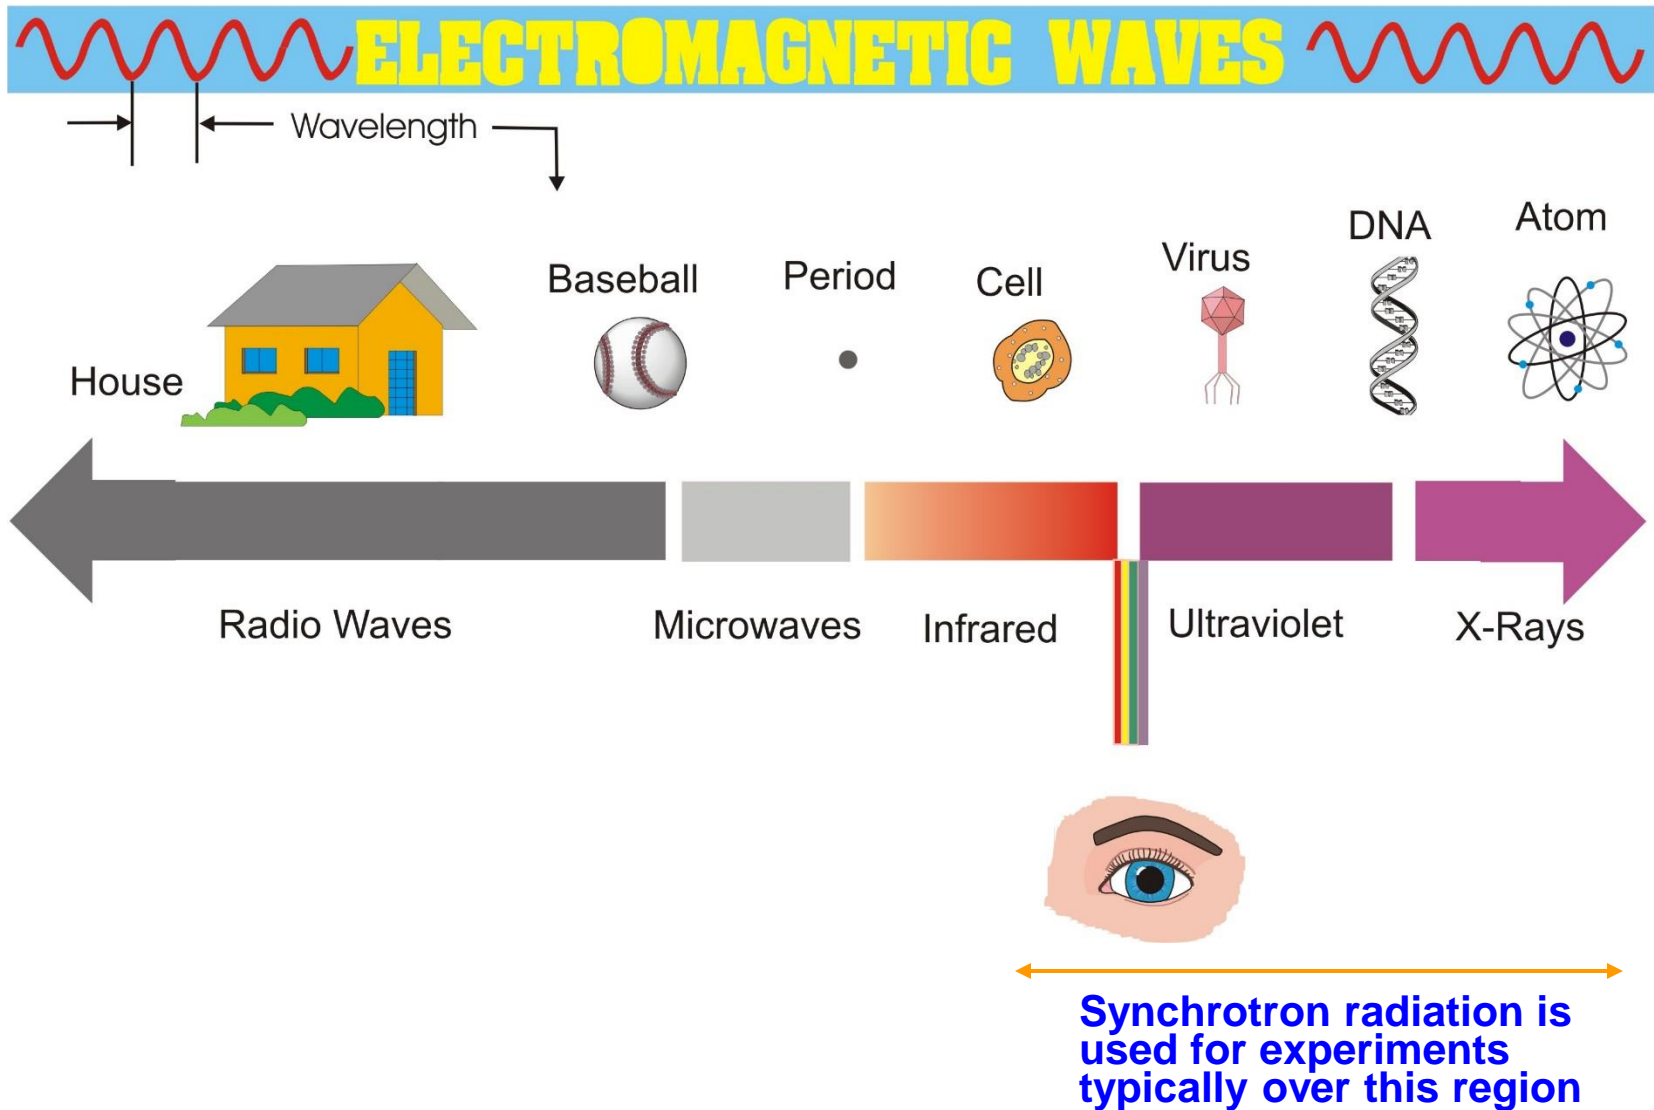 ELECTROMAGNETIC WAVES
Wavelength
House
Baseball
Period
Cell
Virus
DNA
Atom
Radio Waves
Microwaves
Infrared
Ultraviolet
X-Rays
Synchrotron radiation is
used for experiments
typically over this region